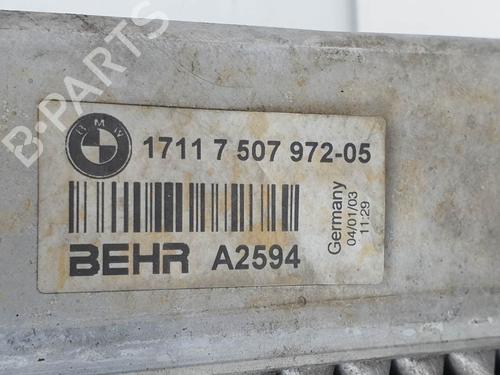 B-PARTS
BMW
1711 7 507 972-05
BEHR A2594
Germany
04/01/03
11:29